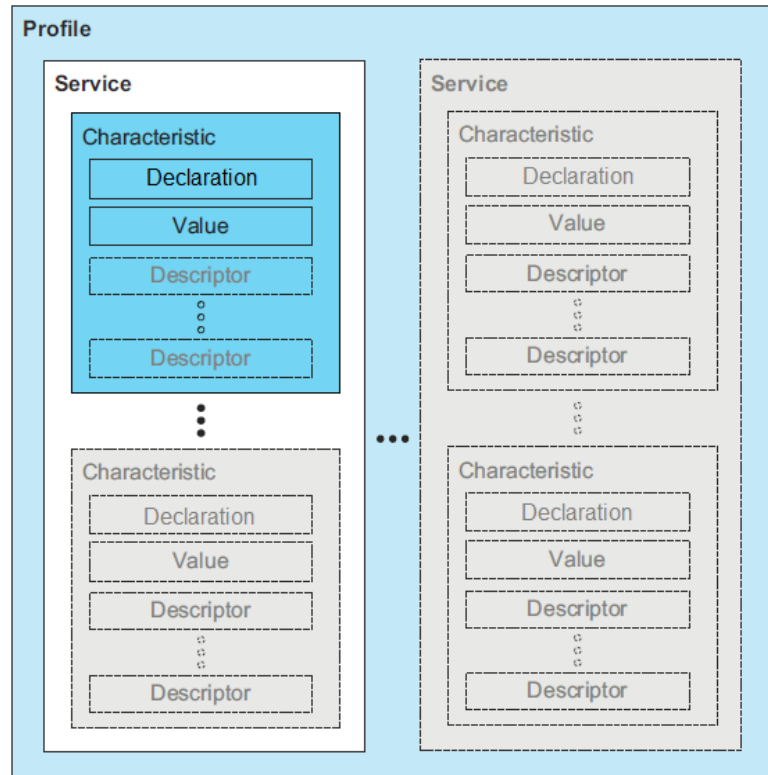 Profile
Service
Characteristic
Declaration
Value
Descriptor
Descriptor
Characteristic
Declaration
Value
Descriptor
Descriptor
Service
Characteristic
Declaration
Value
Descriptor
Descriptor
Characteristic
Declaration
Value
Descriptor
Descriptor